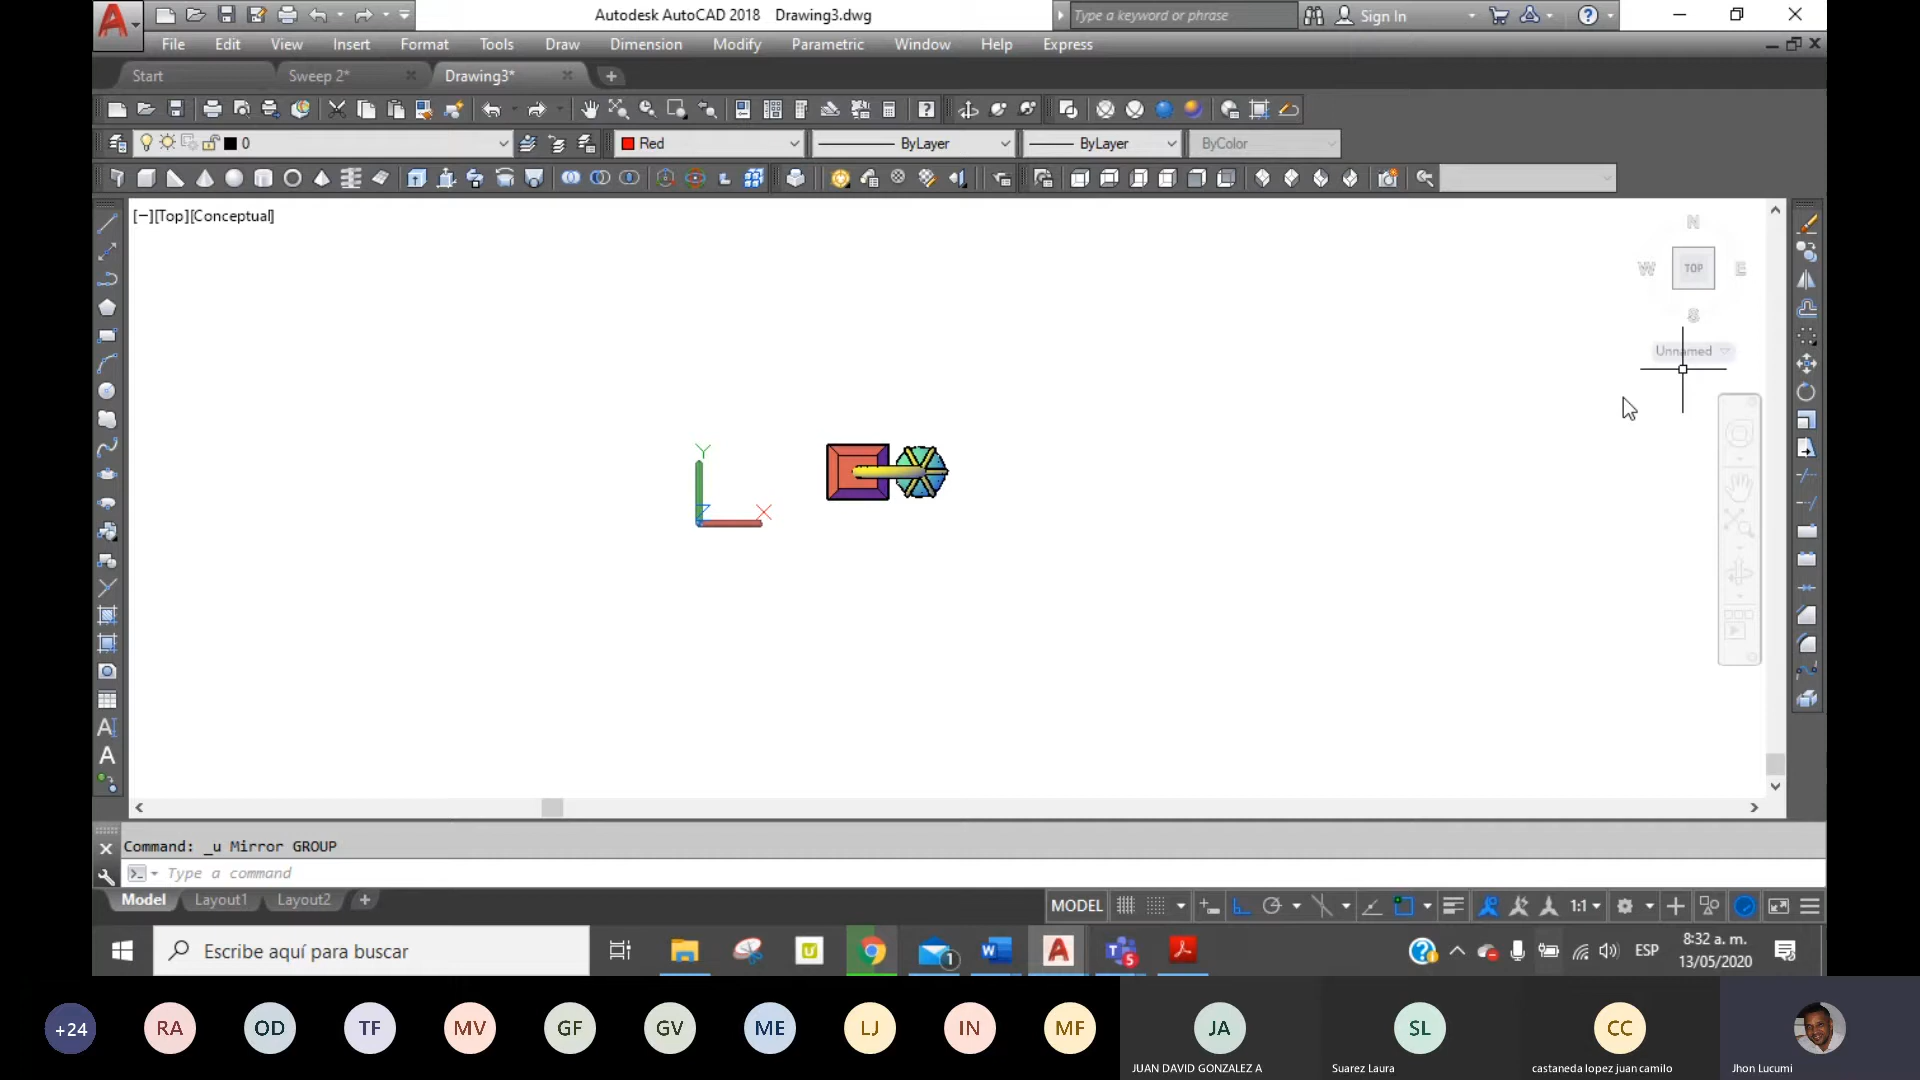 Autodesk AutoCAD 2018 Drawing3.dwg
Type a keyword or phrase
Sign In
File Edit View Insert Format Tools Draw Dimension Modify Parametric Window Help Express
Start Sweep 2* Drawing3*
0 Red ByLayer ByLayer ByColor
[−][Top][Conceptual]
N
W TOP E
S
Unnamed
Y
Z X
Command: _u Mirror GROUP
Type a command
Model Layout1 Layout2 +
MODEL 1:1
Escribe aquí para buscar
1
5
ESP
8:32 a. m.
13/05/2020
+24 RA OD TF MV GF GV ME LJ IN MF JA SL CC
JUAN DAVID GONZALEZ A Suarez Laura castaneda lopez juan camilo Jhon Lucumi